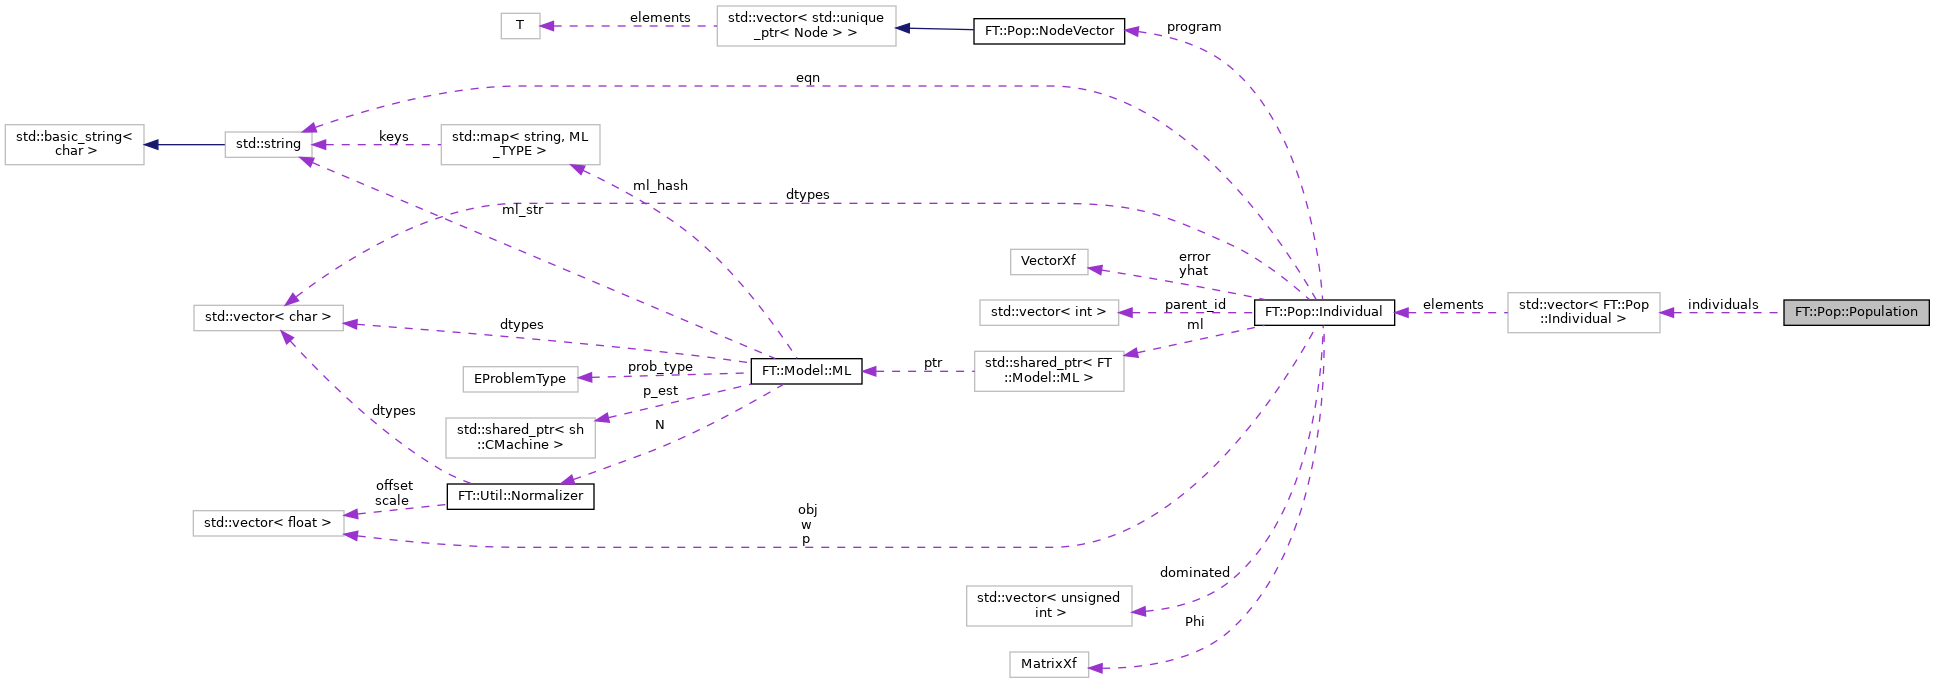 T
elements
std::vector< std::unique
_ptr< Node > >
FT::Pop::NodeVector
program
eqn
std::basic_string<
char >
std::string
keys
std::map< string, ML
_TYPE >
ml_hash
dtypes
ml_str
VectorXf
error
yhat
std::vector< char >
dtypes
std::vector< int >
parent_id
ml
FT::Pop::Individual
elements
std::vector< FT::Pop
::Individual >
individuals
FT::Pop::Population
EProblemType
prob_type
FT::Model::ML
ptr
std::shared_ptr< FT
::Model::ML >
p_est
std::shared_ptr< sh
::CMachine >
N
dtypes
FT::Util::Normalizer
offset
scale
std::vector< float >
obj
w
p
dominated
std::vector< unsigned
int >
Phi
MatrixXf